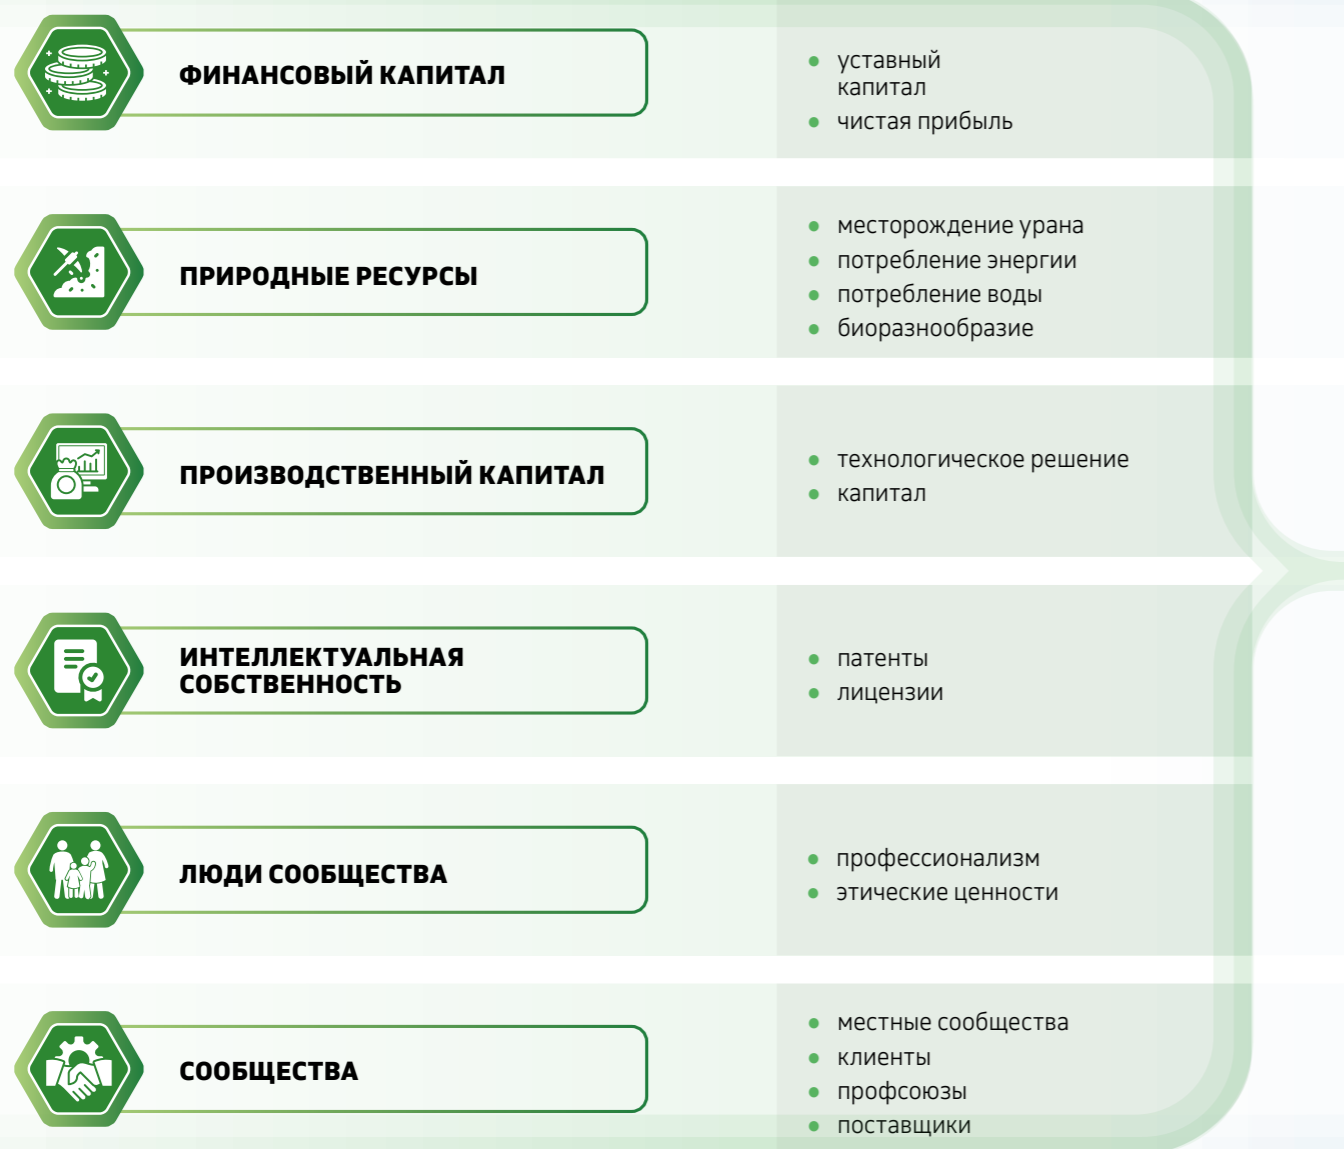 ФИНАНСОВЫЙ КАПИТАЛ
• уставный
капитал
• чистая прибыль
ПРИРОДНЫЕ РЕСУРСЫ
• месторождение урана
• потребление энергии
• потребление воды
• биоразнообразие
ПРОИЗВОДСТВЕННЫЙ КАПИТАЛ
• технологическое решение
• капитал
ИНТЕЛЛЕКТУАЛЬНАЯ
СОБСТВЕННОСТЬ
• патенты
• лицензии
ЛЮДИ СООБЩЕСТВА
• профессионализм
• этические ценности
СООБЩЕСТВА
• местные сообщества
• клиенты
• профсоюзы
• поставщики